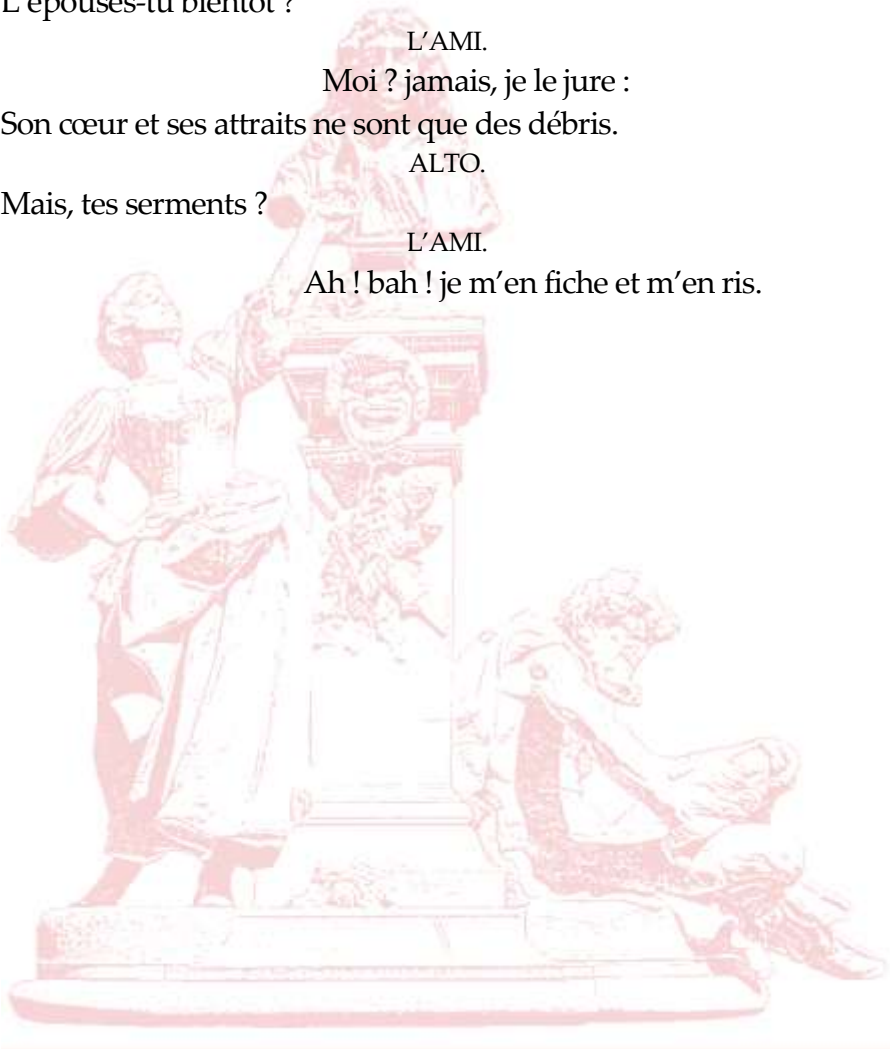 L'épouses-tu bientôt ?
L’AMI.
Moi ? jamais, je le jure :
Son cœur et ses attraits ne sont que des débris.
ALTO.
Mais, tes serments ?
L’AMI.
Ah ! bah ! je m’en fiche et m’en ris.